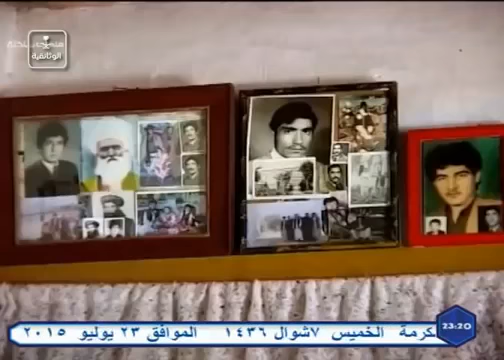 الوثائقية
كرمة الخميس ٧شوال ١٤٣٦ الموافق ٢٣ يوليو ٢٠١٥
23:20